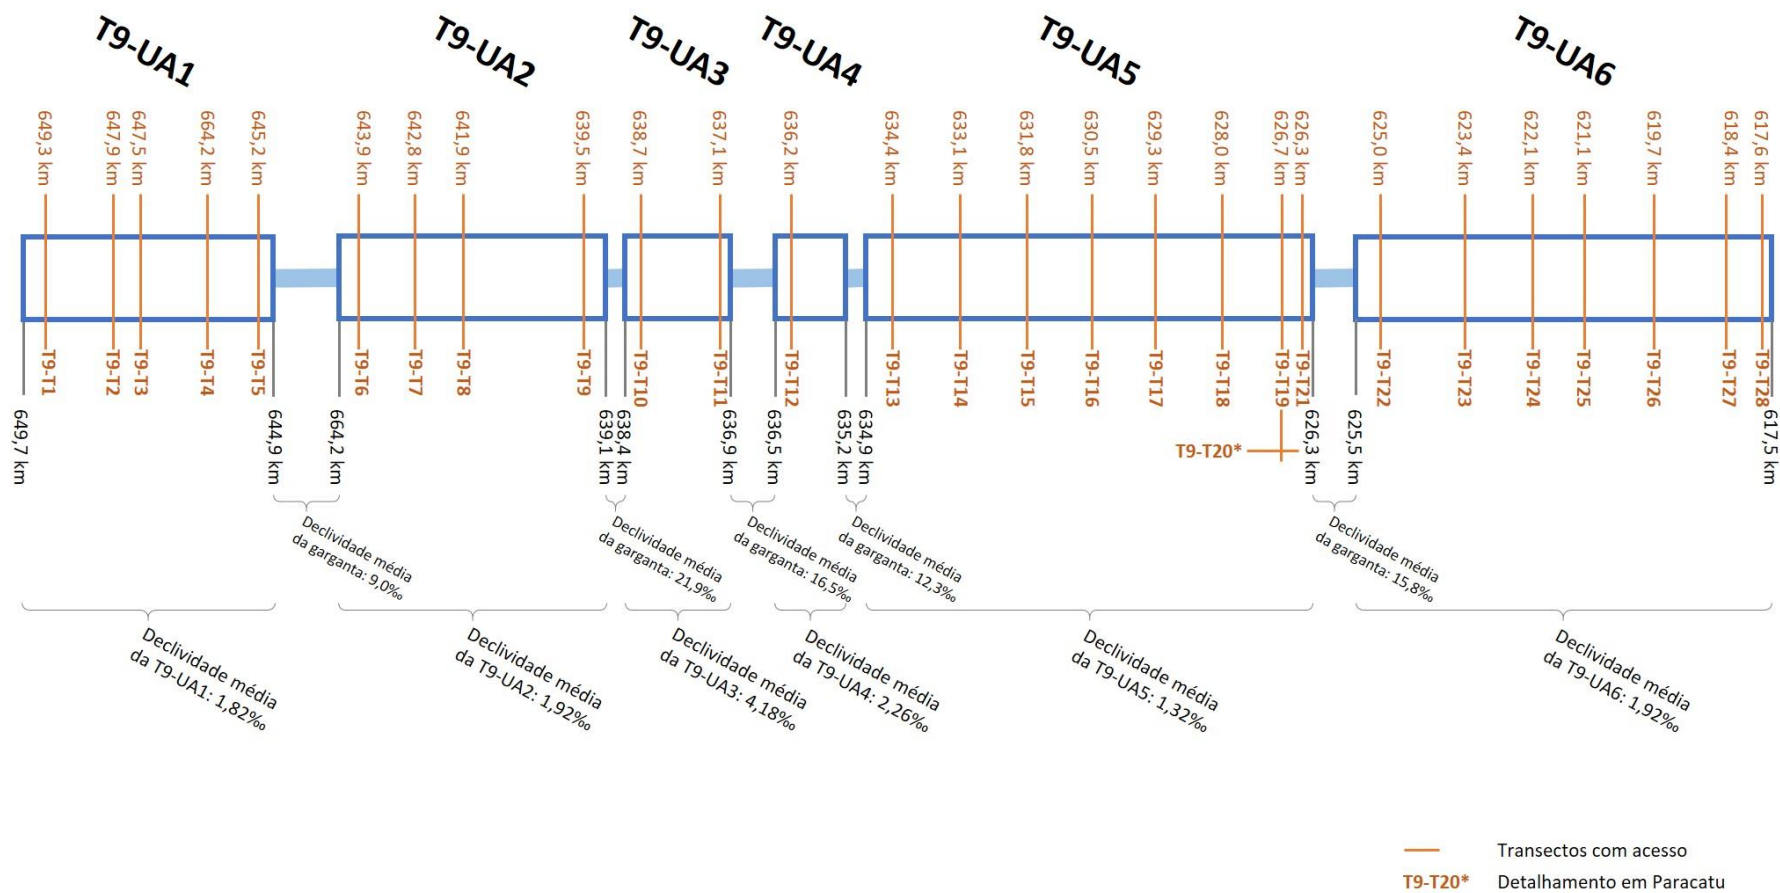 T9-UA1
T9-UA2
T9-UA3
T9-UA4
T9-UA5
T9-UA6
649,3 km
647,9 km
647,5 km
664,2 km
645,2 km
643,9 km
642,8 km
641,9 km
639,5 km
638,7 km
637,1 km
636,2 km
634,4 km
633,1 km
631,8 km
630,5 km
629,3 km
628,0 km
626,7 km
626,3 km
625,0 km
623,4 km
622,1 km
621,1 km
619,7 km
618,4 km
617,6 km
T9-T1
T9-T2
T9-T3
T9-T4
T9-T5
T9-T6
T9-T7
T9-T8
T9-T9
T9-T10
T9-T11
T9-T12
T9-T13
T9-T14
T9-T15
T9-T16
T9-T17
T9-T18
T9-T19
T9-T21
T9-T22
T9-T23
T9-T24
T9-T25
T9-T26
T9-T27
T9-T28
T9-T20*
649,7 km
644,9 km
664,2 km
639,1 km
638,4 km
636,9 km
636,5 km
635,2 km
634,9 km
626,3 km
625,5 km
617,5 km
Declividade média
da garganta: 9,0‰
Declividade média
da garganta: 21,9‰
Declividade média
da garganta: 16,5‰
Declividade média
da garganta: 12,3‰
Declividade média
da garganta: 15,8‰
Declividade média
da T9-UA1: 1,82‰
Declividade média
da T9-UA2: 1,92‰
Declividade média
da T9-UA3: 4,18‰
Declividade média
da T9-UA4: 2,26‰
Declividade média
da T9-UA5: 1,32‰
Declividade média
da T9-UA6: 1,92‰
Transectos com acesso
T9-T20* Detalhamento em Paracatu